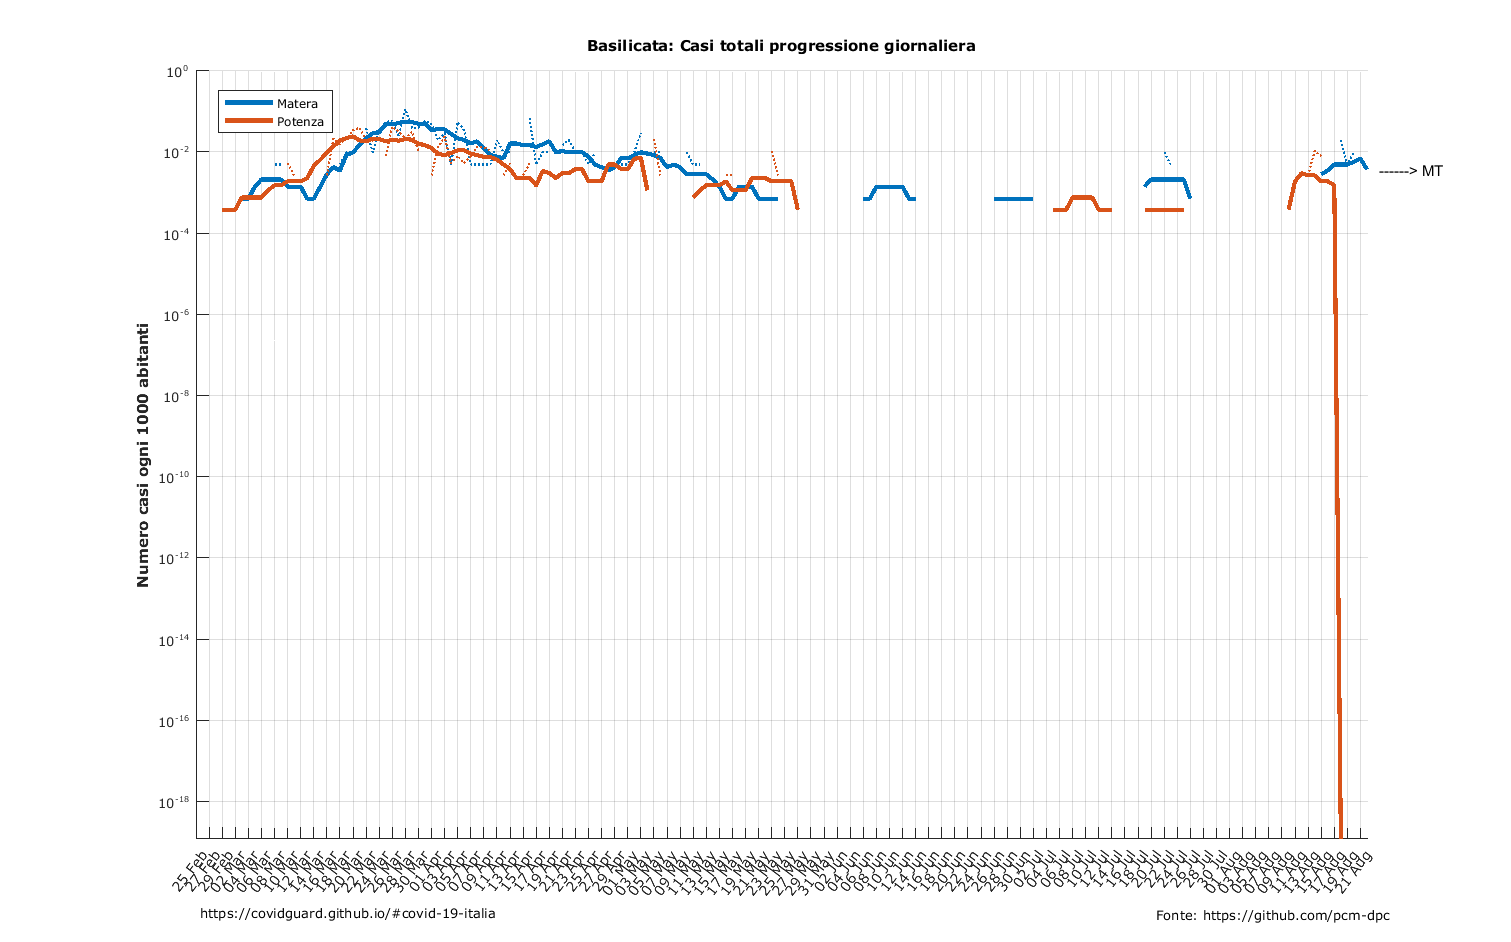 Basilicata: Casi totali progressione giornaliera
Matera
Potenza
10^0
10^-2
10^-4
10^-6
10^-8
10^-10
10^-12
10^-14
10^-16
10^-18
Numero casi ogni 1000 abitanti
------> MT
25 Feb
27 Feb
29 Feb
02 Mar
04 Mar
06 Mar
08 Mar
10 Mar
12 Mar
14 Mar
16 Mar
18 Mar
20 Mar
22 Mar
24 Mar
26 Mar
28 Mar
30 Mar
01 Apr
03 Apr
05 Apr
07 Apr
09 Apr
11 Apr
13 Apr
15 Apr
17 Apr
19 Apr
21 Apr
23 Apr
25 Apr
27 Apr
29 Apr
01 May
03 May
05 May
07 May
09 May
11 May
13 May
15 May
17 May
19 May
21 May
23 May
25 May
27 May
29 May
31 May
02 Jun
04 Jun
06 Jun
08 Jun
10 Jun
12 Jun
14 Jun
16 Jun
18 Jun
20 Jun
22 Jun
24 Jun
26 Jun
28 Jun
30 Jun
02 Jul
04 Jul
06 Jul
08 Jul
10 Jul
12 Jul
14 Jul
16 Jul
18 Jul
20 Jul
22 Jul
24 Jul
26 Jul
28 Jul
30 Jul
01 Aug
03 Aug
05 Aug
07 Aug
09 Aug
11 Aug
13 Aug
15 Aug
17 Aug
19 Aug
21 Aug
https://covidguard.github.io/#covid-19-italia
Fonte: https://github.com/pcm-dpc